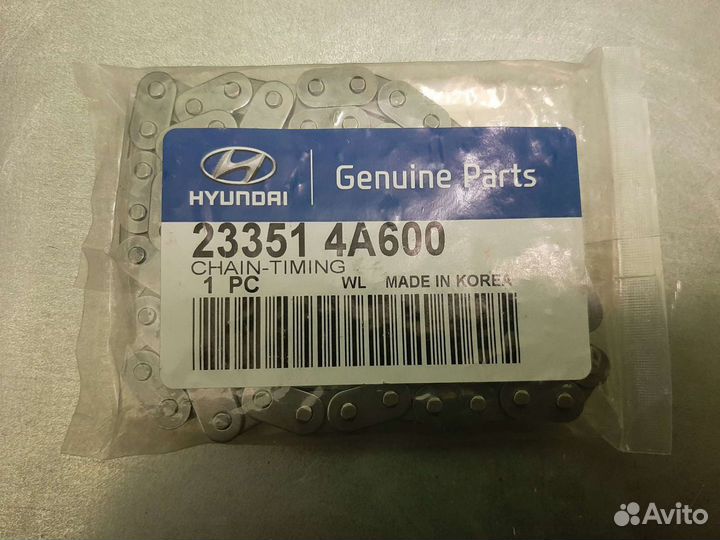 HYUNDAI
Genuine Parts
23351 4A600
CHAIN-TIMING
1 PC WL MADE IN KOREA
Avito